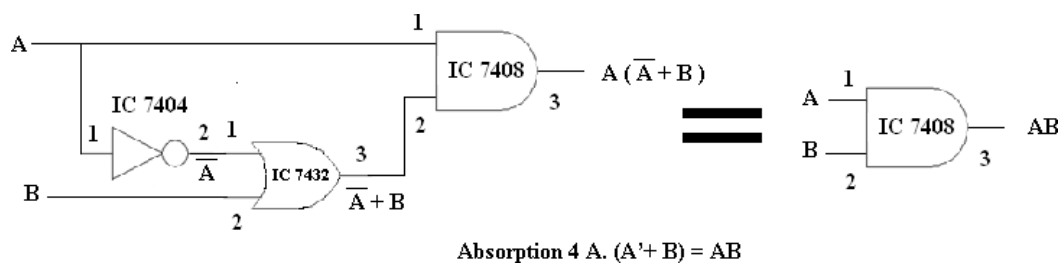 A
1
IC 7408
A ( A̅ + B )
3
2
IC 7404
1
2
A̅
1
IC 7432
3
A̅ + B
B
2
1
A
IC 7408
AB
B
3
2
Absorption 4 A. (A'+ B) = AB